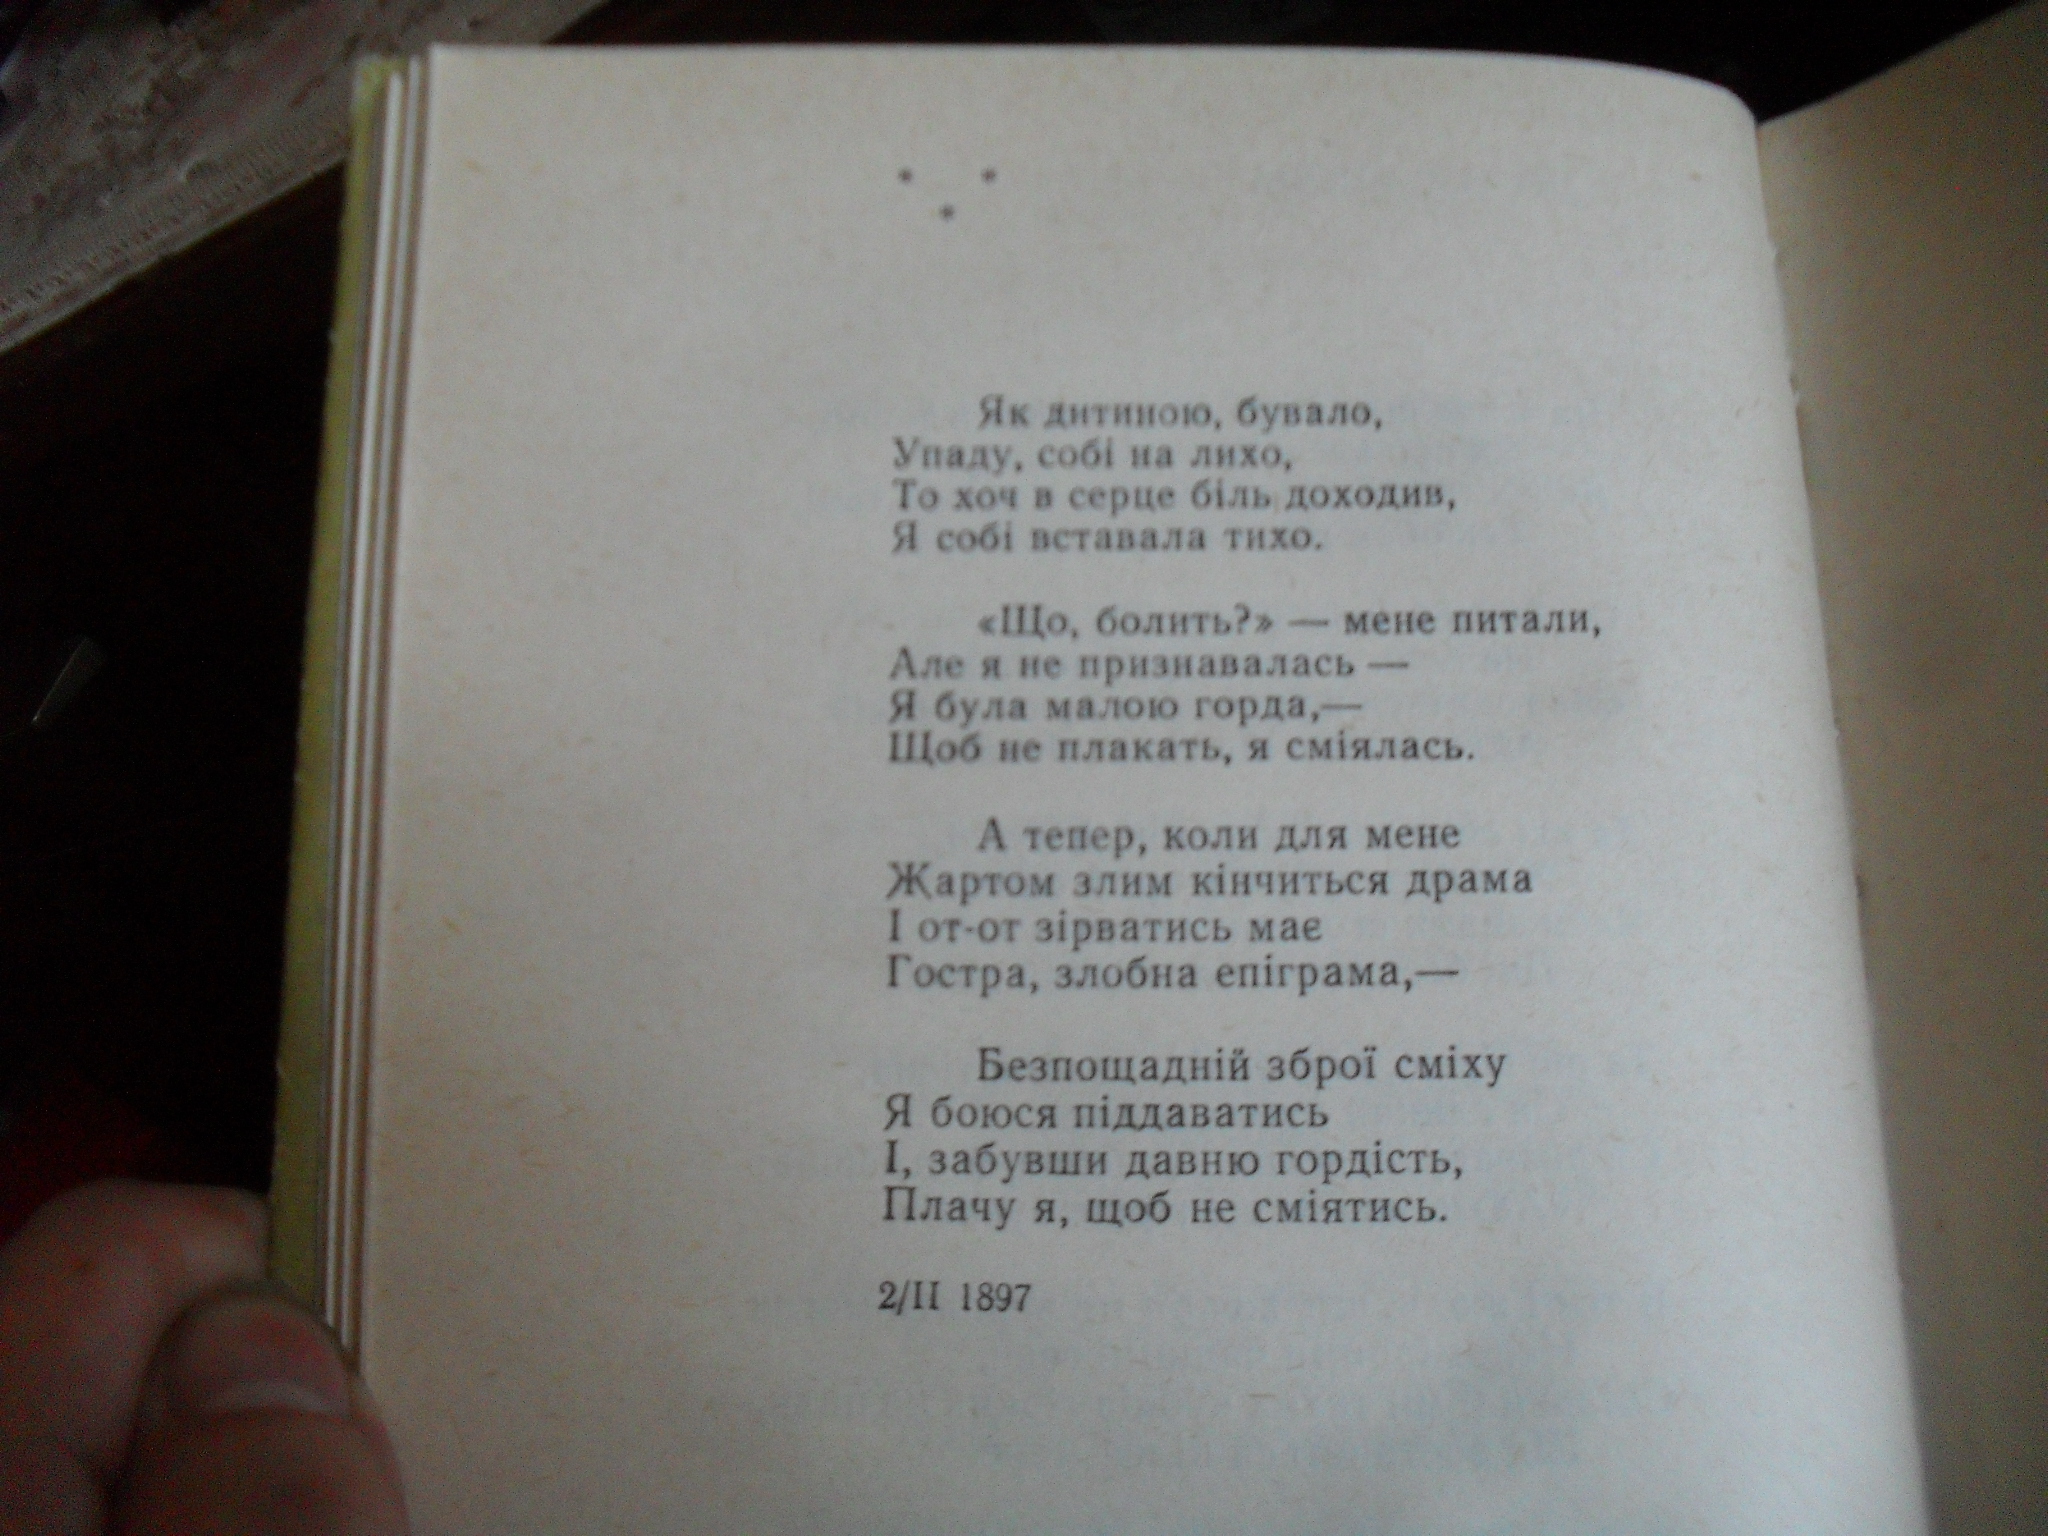 * *
*
Як дитиною, бувало,
Упаду, собі на лихо,
То хоч в серце біль доходив,
Я собі вставала тихо.
«Що, болить?» — мене питали,
Але я не признавалась —
Я була малою горда,—
Щоб не плакать, я сміялась.
А тепер, коли для мене
Жартом злим кінчиться драма
І от-от зірватись має
Гостра, злобна епіграма,—
Безпощадній зброї сміху
Я боюся піддаватись
І, забувши давню гордість,
Плачу я, щоб не сміятись.
2/II 1897